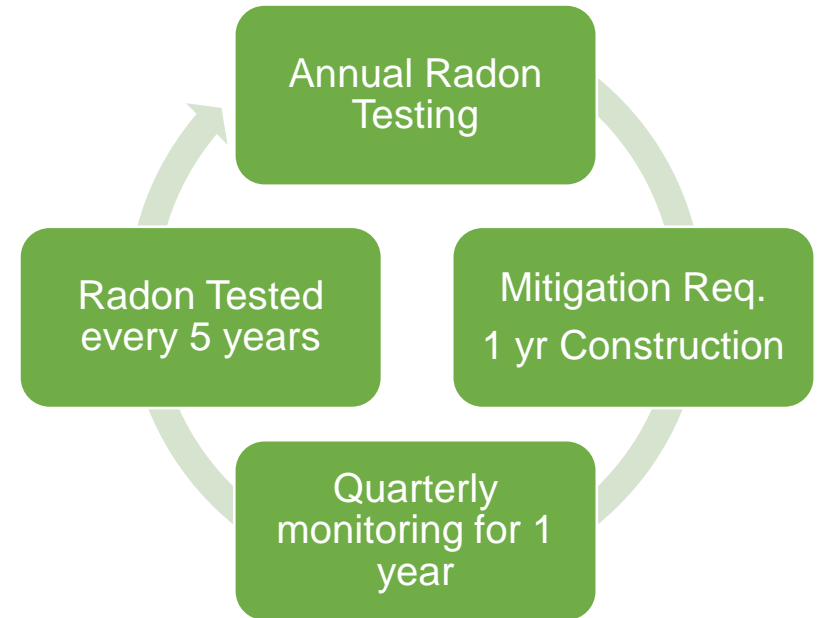 Annual Radon
Testing
Mitigation Req.
1 yr Construction
Quarterly
monitoring for 1
year
Radon Tested
every 5 years